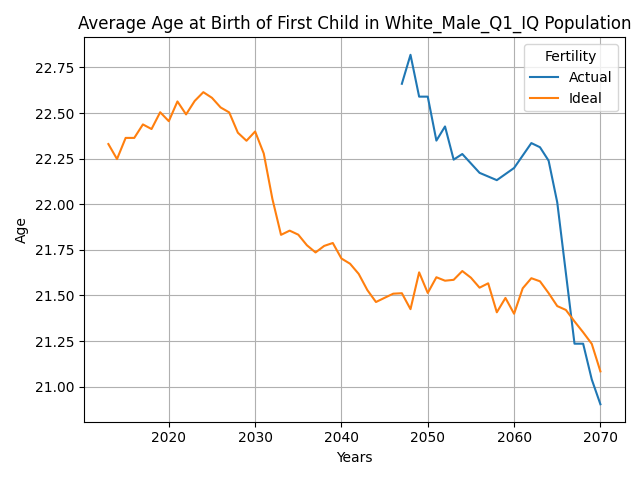 Average Age at Birth of First Child in White_Male_Q1_IQ Population
Fertility
Actual
Ideal
22.75
22.50
22.25
22.00
21.75
21.50
21.25
21.00
Age
2020 2030 2040 2050 2060 2070
Years